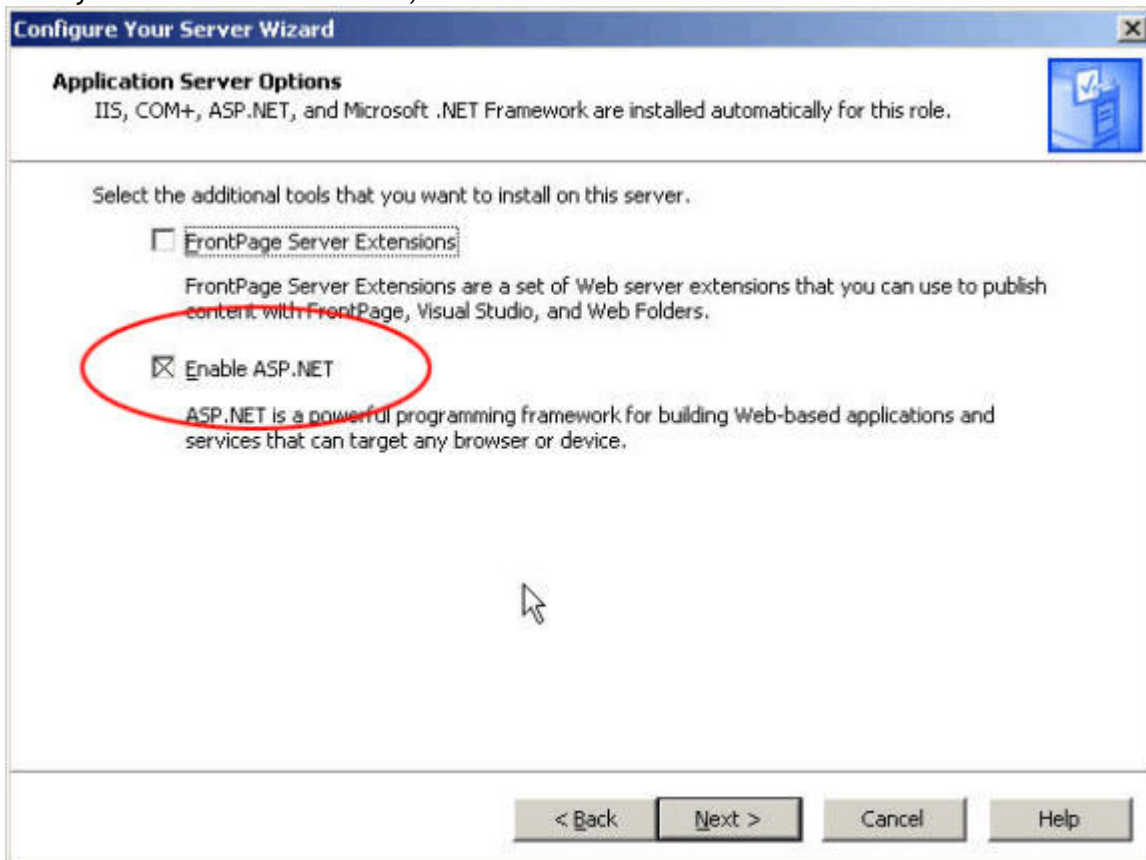 Configure Your Server Wizard
Application Server Options
IIS, COM+, ASP.NET, and Microsoft .NET Framework are installed automatically for this role.
Select the additional tools that you want to install on this server.
FrontPage Server Extensions
FrontPage Server Extensions are a set of Web server extensions that you can use to publish
content with FrontPage, Visual Studio, and Web Folders.
Enable ASP.NET
ASP.NET is a powerful programming framework for building Web-based applications and
services that can target any browser or device.
< Back
Next >
Cancel
Help